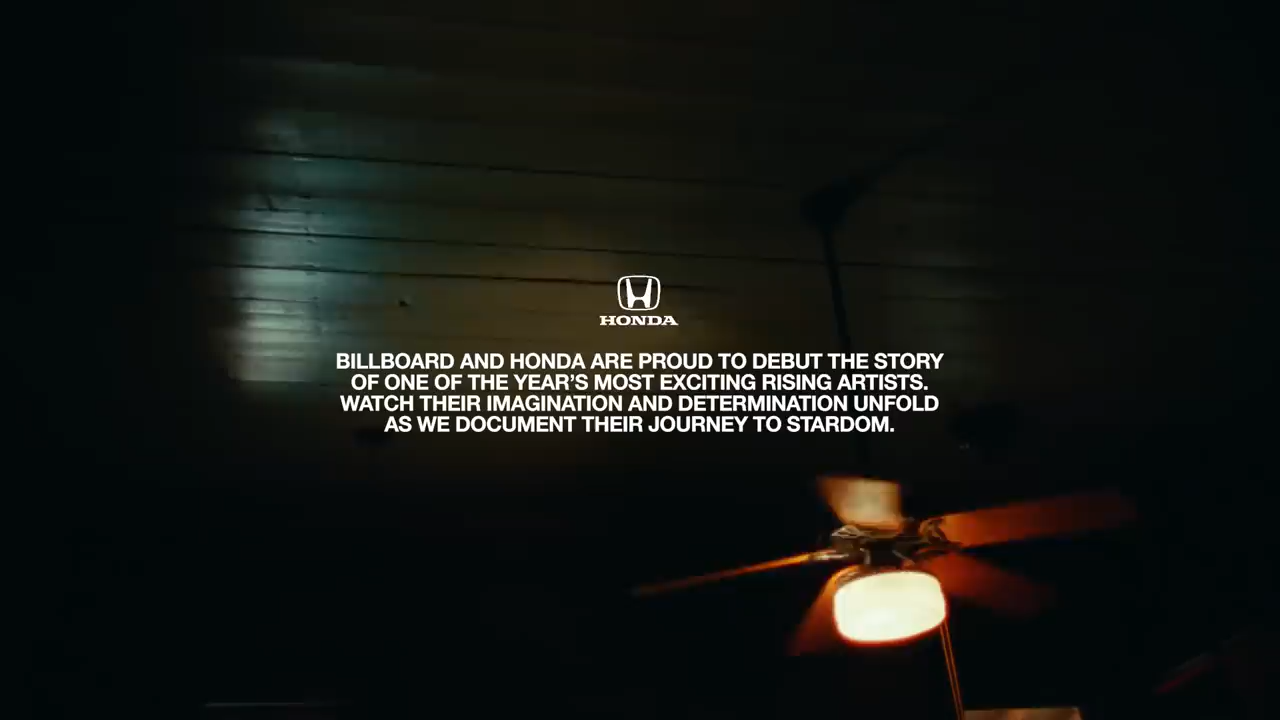 HONDA
BILLBOARD AND HONDA ARE PROUD TO DEBUT THE STORY
OF ONE OF THE YEAR’S MOST EXCITING RISING ARTISTS.
WATCH THEIR IMAGINATION AND DETERMINATION UNFOLD
AS WE DOCUMENT THEIR JOURNEY TO STARDOM.